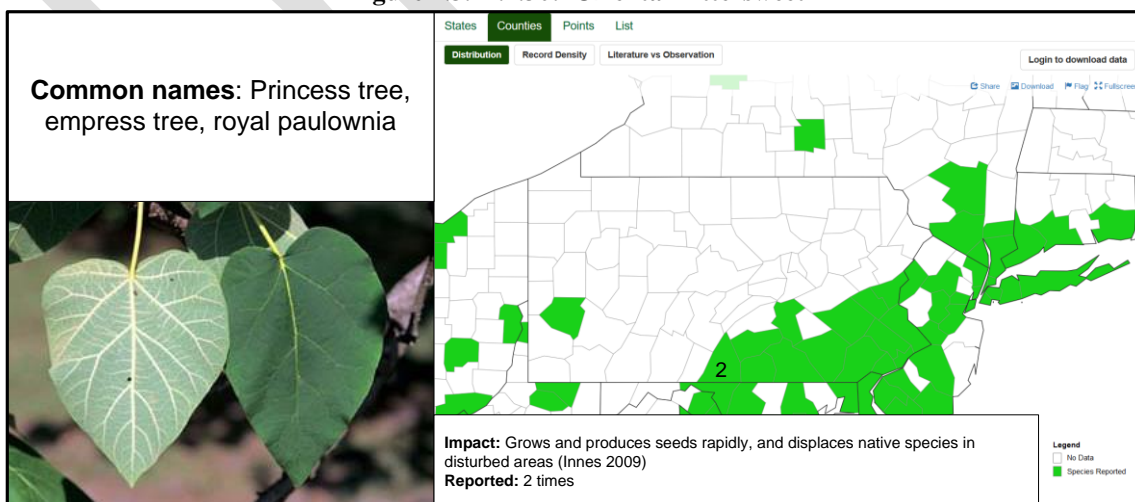 States Counties Points List
Distribution Record Density Literature vs Observation
Login to download data
Share Download Flag Fullscreen
Common names: Princess tree,
empress tree, royal paulownia
2
Impact: Grows and produces seeds rapidly, and displaces native species in
disturbed areas (Innes 2009)
Reported: 2 times
Legend
No Data
Species Reported